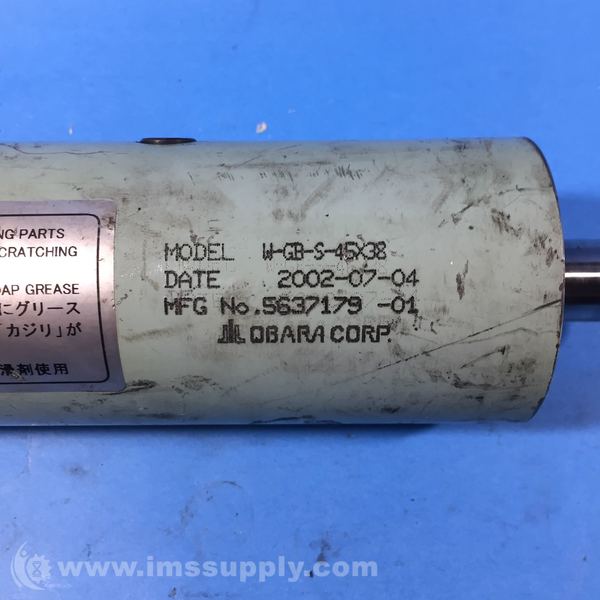 NG PARTS
CRATCHING
OAP GREASE
にグリース
「カジリ」が
滑剤使用
MODEL W-GB-S-45X38
DATE 2002-07-04
MFG No.5637179 -01
OBARA CORP.
www.imssupply.com